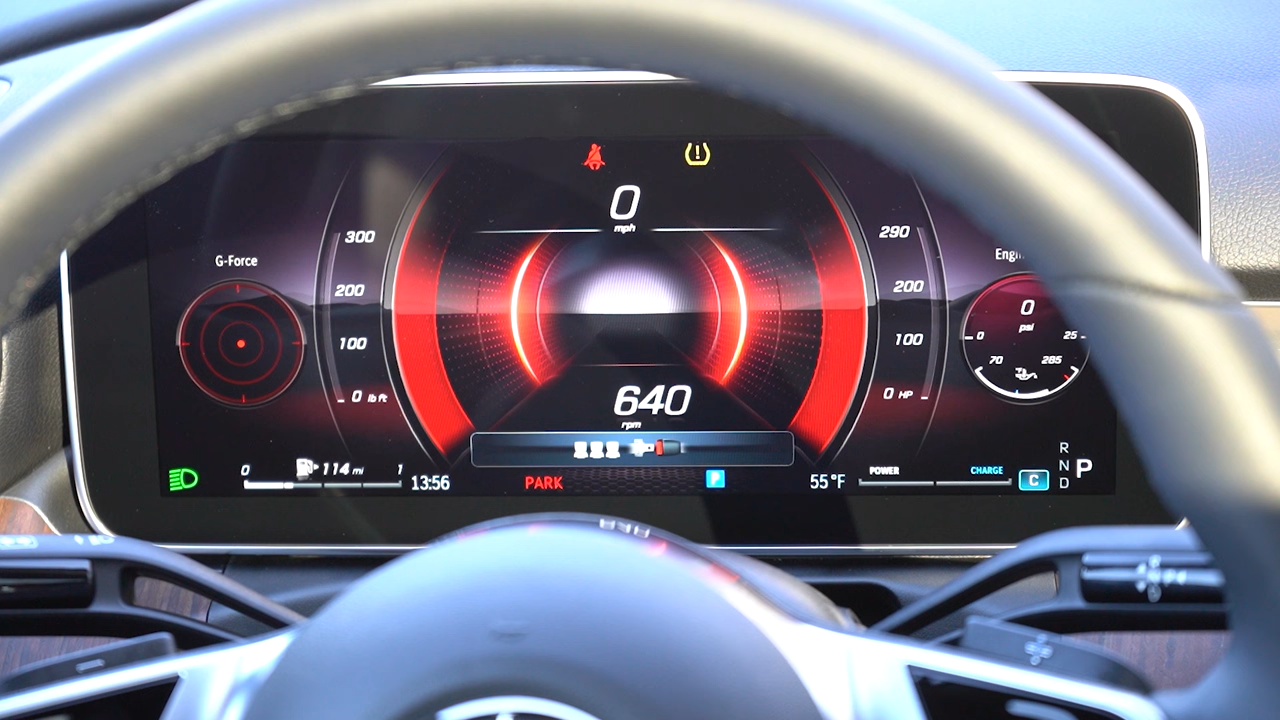 0
mph
300
200
100
0 lb ft
290
200
100
0 HP
G-Force
0
psi
0
25
70
285
640
rpm
0
114 mi
1
13:56
PARK
P
55 °F
POWER
CHARGE
C
R
N
D
P